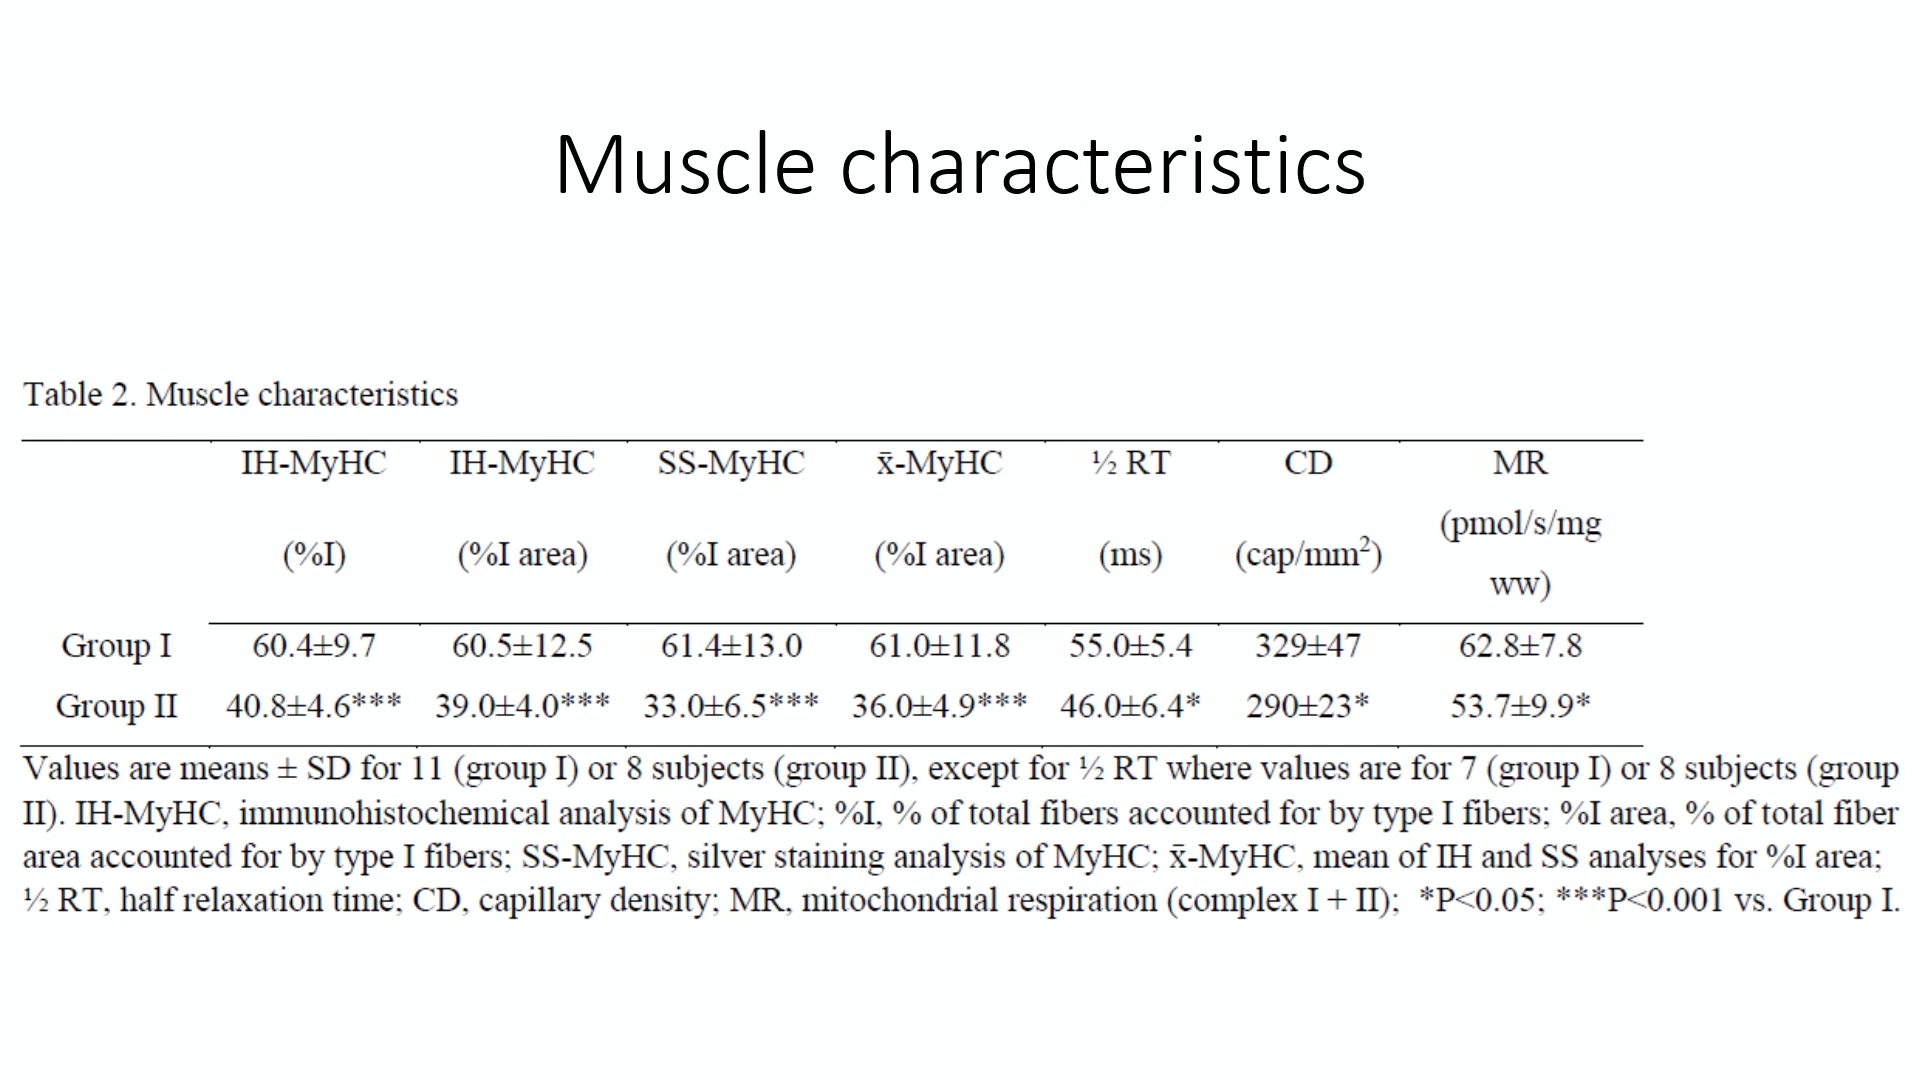 Muscle characteristics
Table 2. Muscle characteristics
IH-MyHC IH-MyHC SS-MyHC x̄-MyHC ½ RT CD MR
(%I) (%I area) (%I area) (%I area) (ms) (cap/mm²) (pmol/s/mg
ww)
Group I 60.4±9.7 60.5±12.5 61.4±13.0 61.0±11.8 55.0±5.4 329±47 62.8±7.8
Group II 40.8±4.6*** 39.0±4.0*** 33.0±6.5*** 36.0±4.9*** 46.0±6.4* 290±23* 53.7±9.9*
Values are means ± SD for 11 (group I) or 8 subjects (group II), except for ½ RT where values are for 7 (group I) or 8 subjects (group
II). IH-MyHC, immunohistochemical analysis of MyHC; %I, % of total fibers accounted for by type I fibers; %I area, % of total fiber
area accounted for by type I fibers; SS-MyHC, silver staining analysis of MyHC; x̄-MyHC, mean of IH and SS analyses for %I area;
½ RT, half relaxation time; CD, capillary density; MR, mitochondrial respiration (complex I + II); *P<0.05; ***P<0.001 vs. Group I.